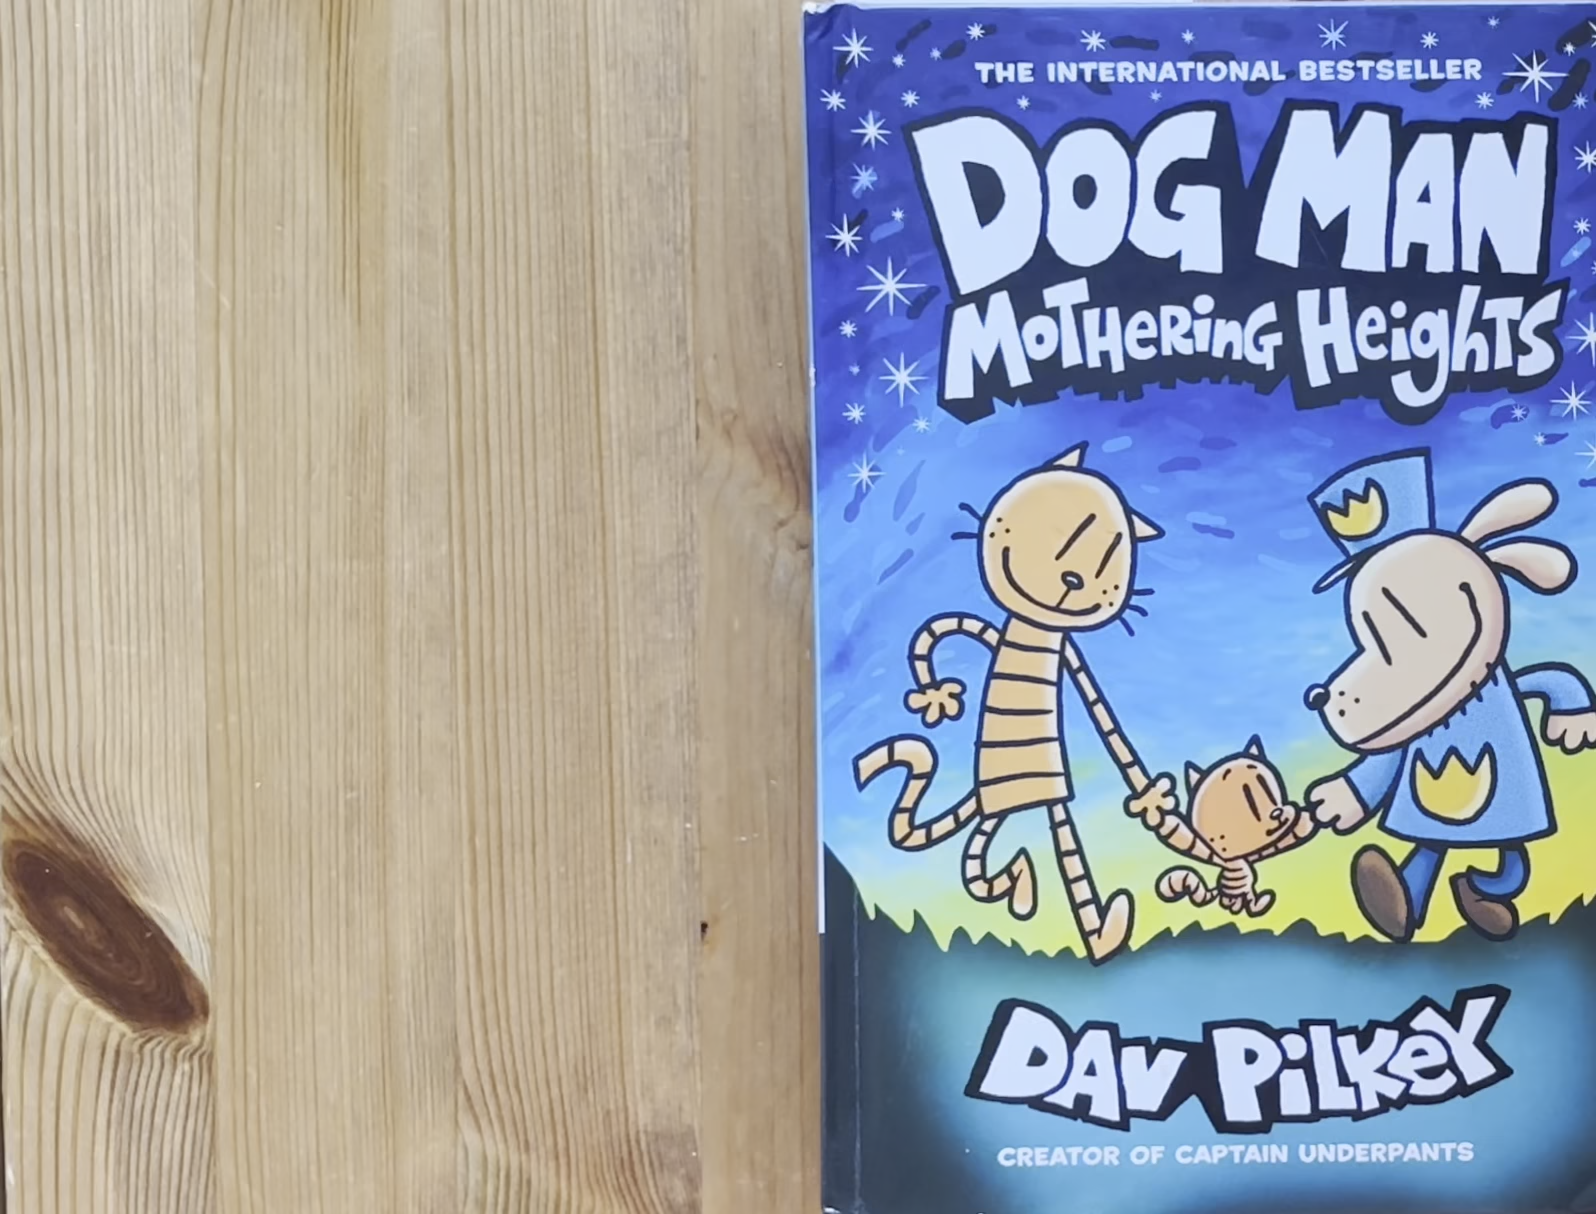 THE INTERNATIONAL BESTSELLER
DOG MAN
MOTHERING HEIGHTS
DAV PILKEY
CREATOR OF CAPTAIN UNDERPANTS